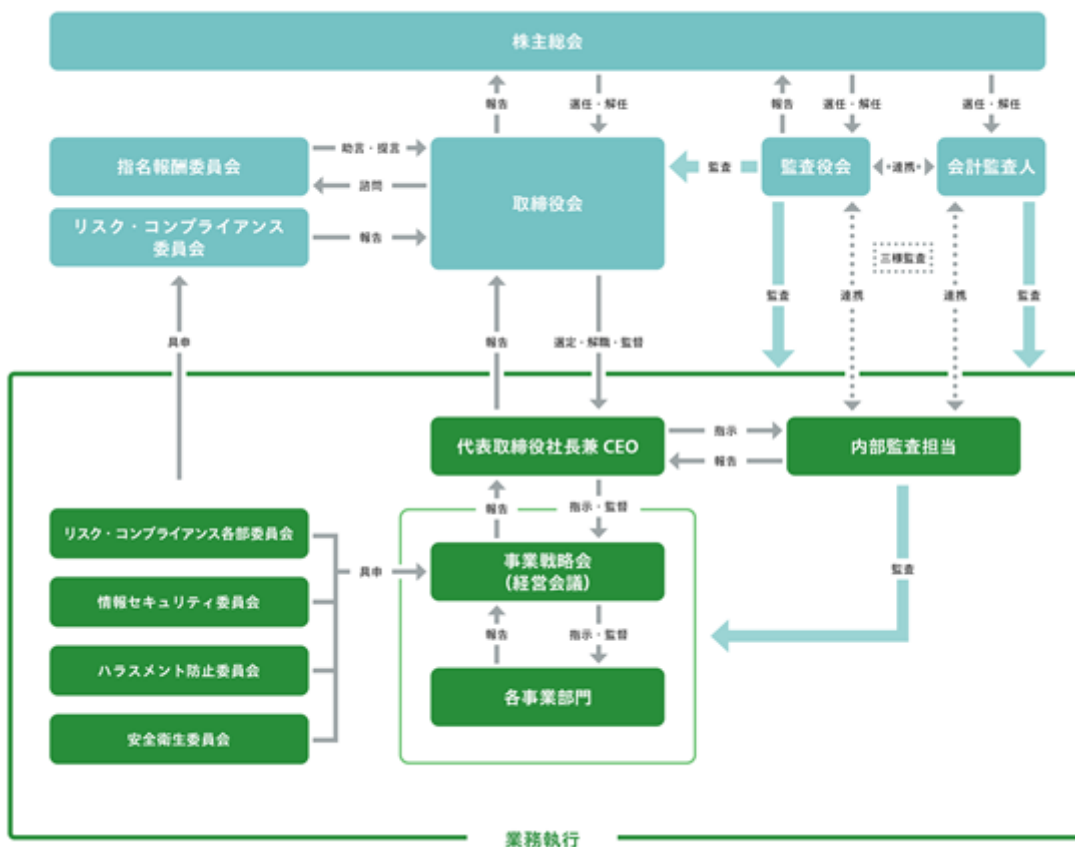 株主総会
報告
選任・解任
報告
選任・解任
選任・解任
指名報酬委員会
助言・提言
諮問
取締役会
監査
監査役会
連携
会計監査人
リスク・コンプライアンス
委員会
報告
三様監査
具申
報告
選定・解職・監督
監査
連携
連携
監査
代表取締役社長兼 CEO
指示
報告
内部監査担当
報告
指示・監督
リスク・コンプライアンス各部委員会
情報セキュリティ委員会
ハラスメント防止委員会
安全衛生委員会
具申
事業戦略会
(経営会議)
監査
報告
指示・監督
各事業部門
業務執行